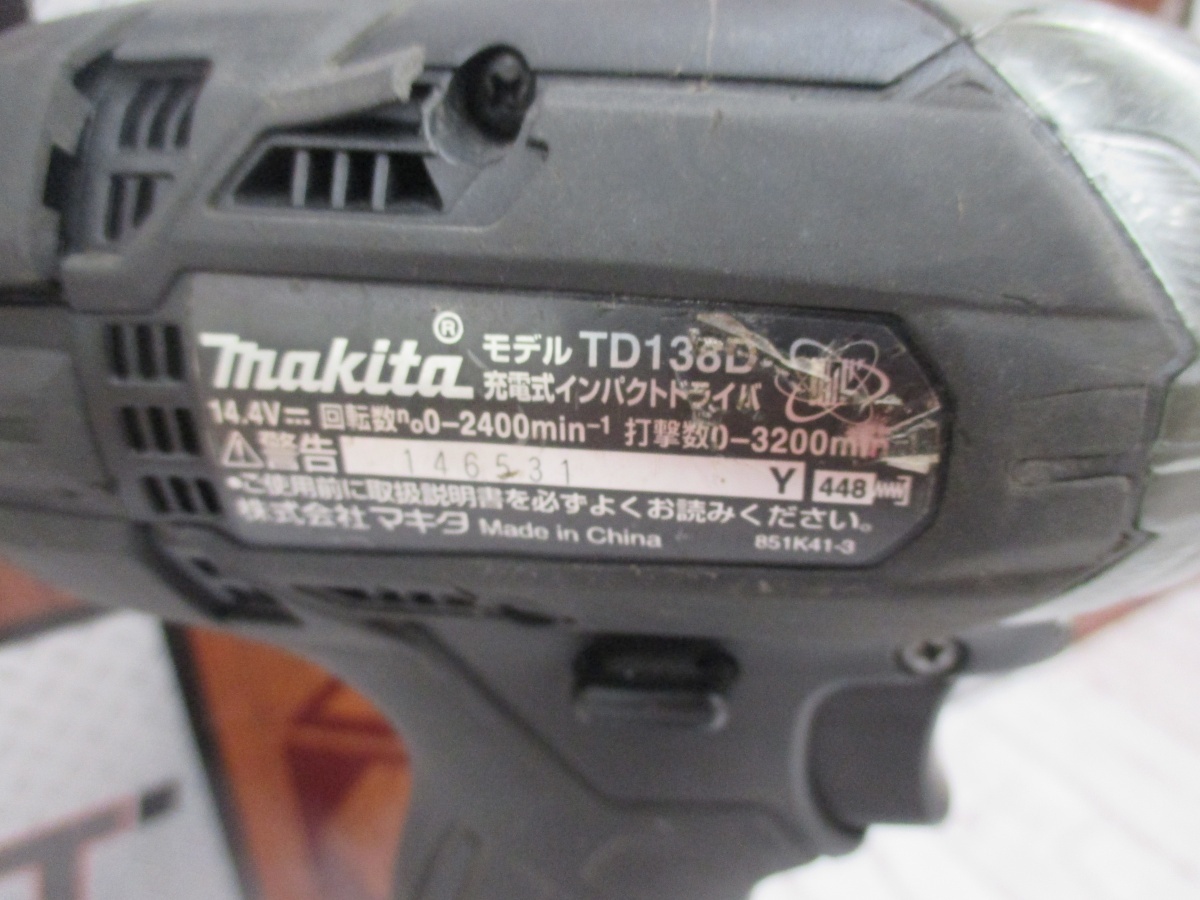 makita® モデル TD138D
充電式インパクトドライバ
14.4V⎓ 回転数n₀0-2400min⁻¹ 打撃数0-3200min
⚠警告 146531 Y 448
•ご使用前に取扱説明書を必ずよくお読みください。
株式会社 マキタ Made in China 851K41-3